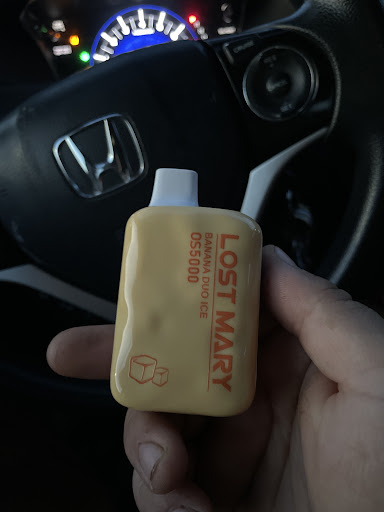 LOST MARY
BANANA DUO ICE
OS5000